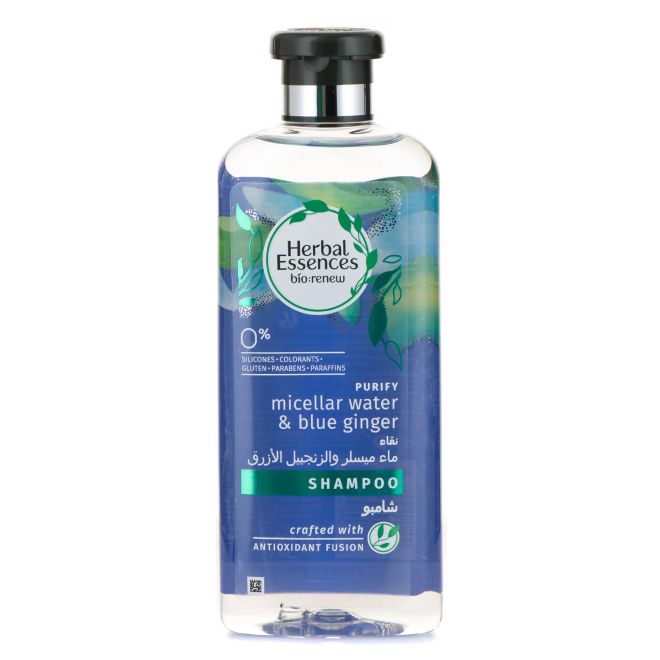 Herbal
Essences
bío:renew
0%
SILICONES • COLORANTS •
GLUTEN • PARABENS • PARAFFINS
PURIFY
micellar water
& blue ginger
نقاء
ماء ميسلر والزنجبيل الأزرق
SHAMPOO
شامبو
crafted with
ANTIOXIDANT FUSION